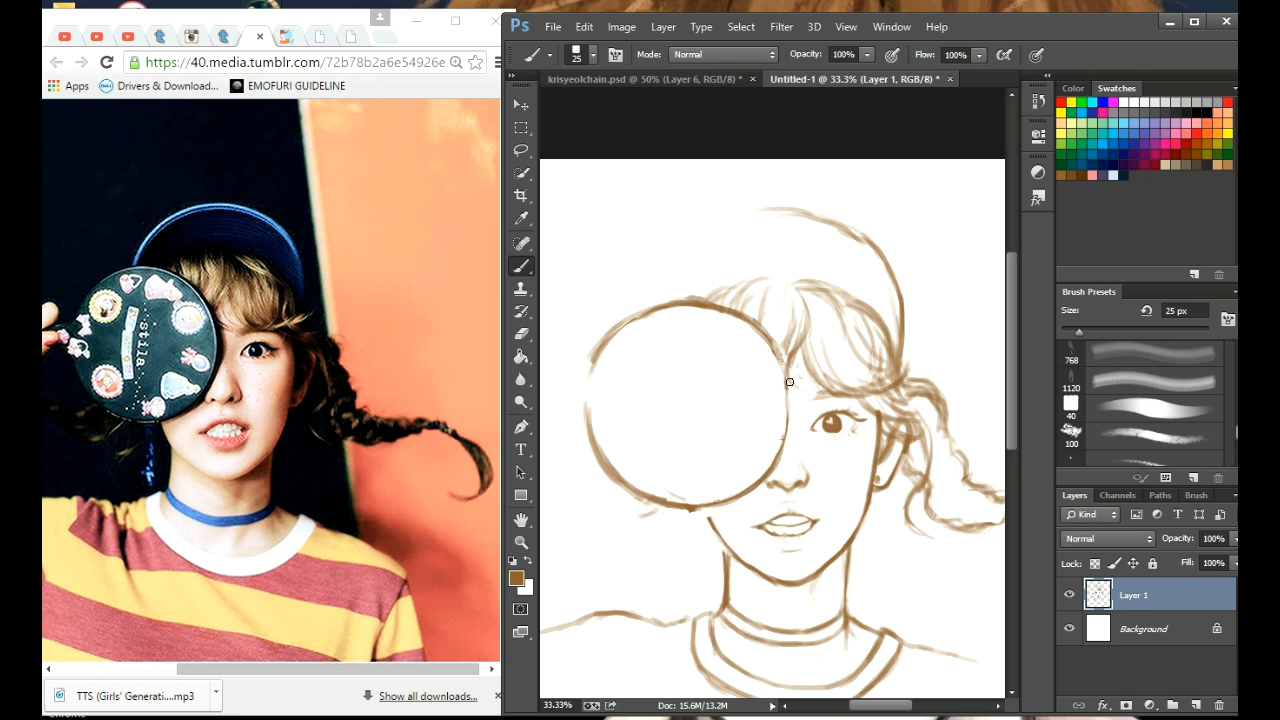 https://40.media.tumblr.com/72b78b2a6e54926e
Apps Drivers & Download... EMOFURI GUIDELINE
stila
TTS (Girls' Generati....mp3
Show all downloads...
Ps File Edit Image Layer Type Select Filter 3D View Window Help
25 Mode: Normal Opacity: 100% Flow: 100%
krisyeolchain.psd @ 50% (Layer 6, RGB/8) * × Untitled-1 @ 33.3% (Layer 1, RGB/8) * ×
33.33% Doc: 15.6M/13.2M
Color Swatches
Brush Presets
Size: 25 px
768
1120
40
100
Layers Channels Paths Brush
Kind
Normal Opacity: 100%
Lock: Fill: 100%
Layer 1
Background